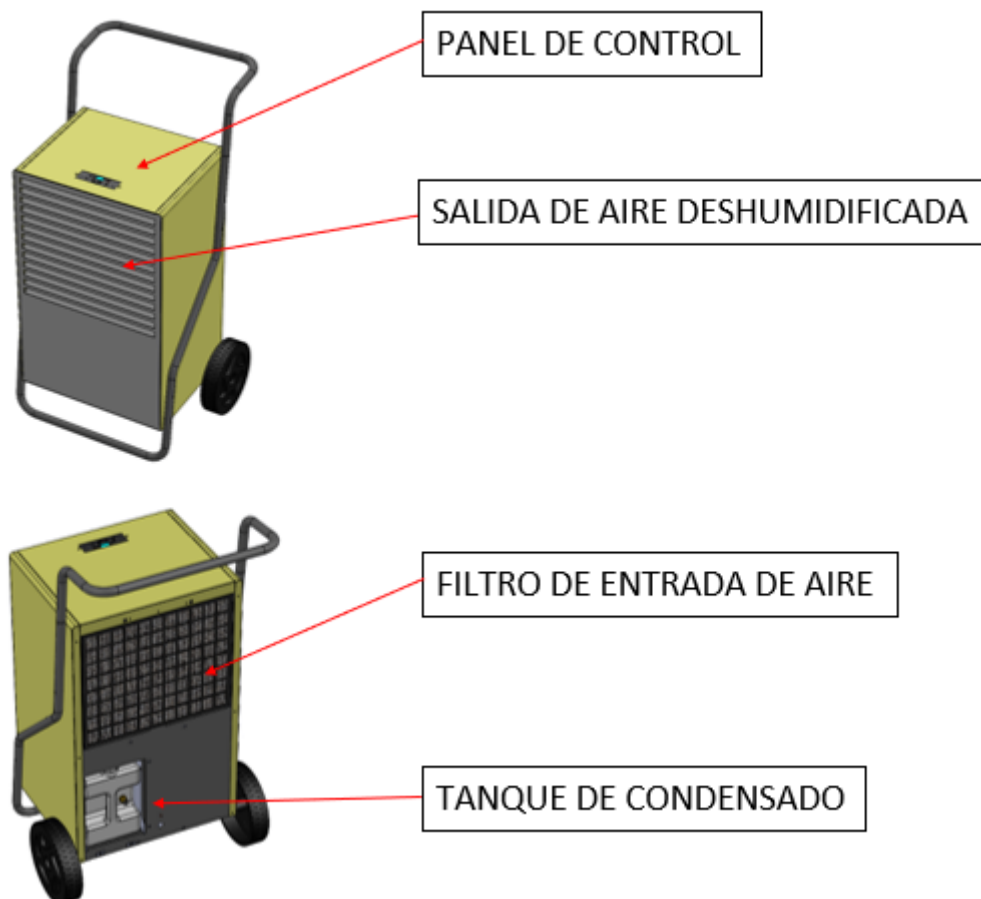 PANEL DE CONTROL
SALIDA DE AIRE DESHUMIDIFICADA
FILTRO DE ENTRADA DE AIRE
TANQUE DE CONDENSADO